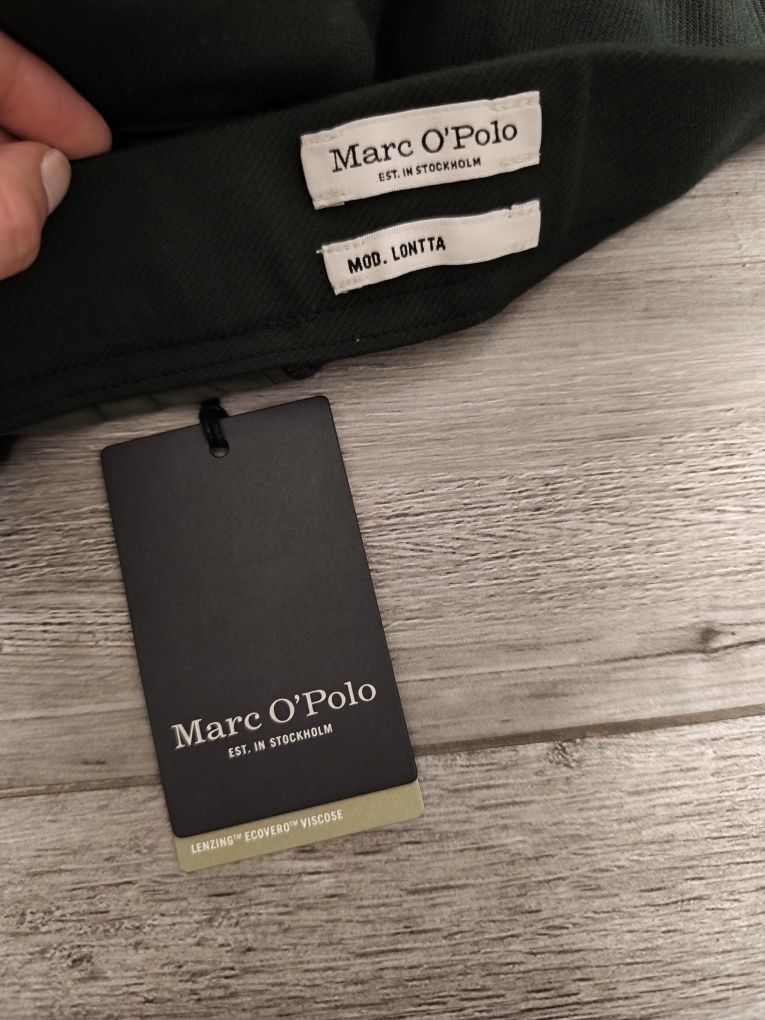 Marc O'Polo
EST. IN STOCKHOLM
MOD. LONTTA
Marc O'Polo
EST. IN STOCKHOLM
LENZING™ ECOVERO™ VISCOSE